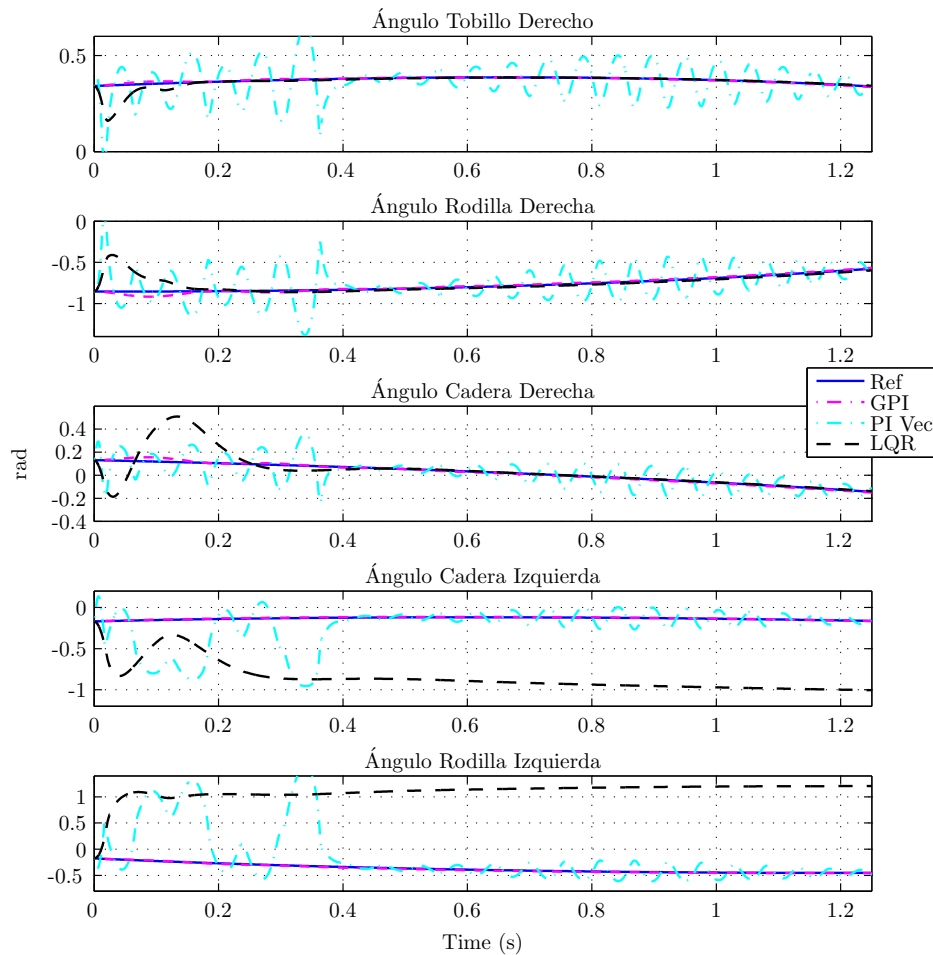 Ángulo Tobillo Derecho
0.5
0
0 0.2 0.4 0.6 0.8 1 1.2
Ángulo Rodilla Derecha
0
-0.5
-1
0 0.2 0.4 0.6 0.8 1 1.2
Ángulo Cadera Derecha
0.4
0.2
0
-0.2
-0.4
rad
0 0.2 0.4 0.6 0.8 1 1.2
Ref
GPI
PI Vec
LQR
Ángulo Cadera Izquierda
0
-0.5
-1
0 0.2 0.4 0.6 0.8 1 1.2
Ángulo Rodilla Izquierda
1
0.5
0
-0.5
0 0.2 0.4 0.6 0.8 1 1.2
Time (s)